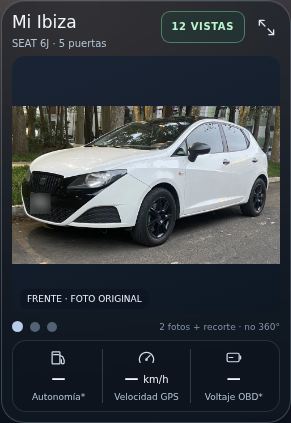 Mi Ibiza
SEAT 6J · 5 puertas
12 VISTAS
FRENTE · FOTO ORIGINAL
2 fotos + recorte · no 360°
— — km/h —
Autonomía* Velocidad GPS Voltaje OBD*